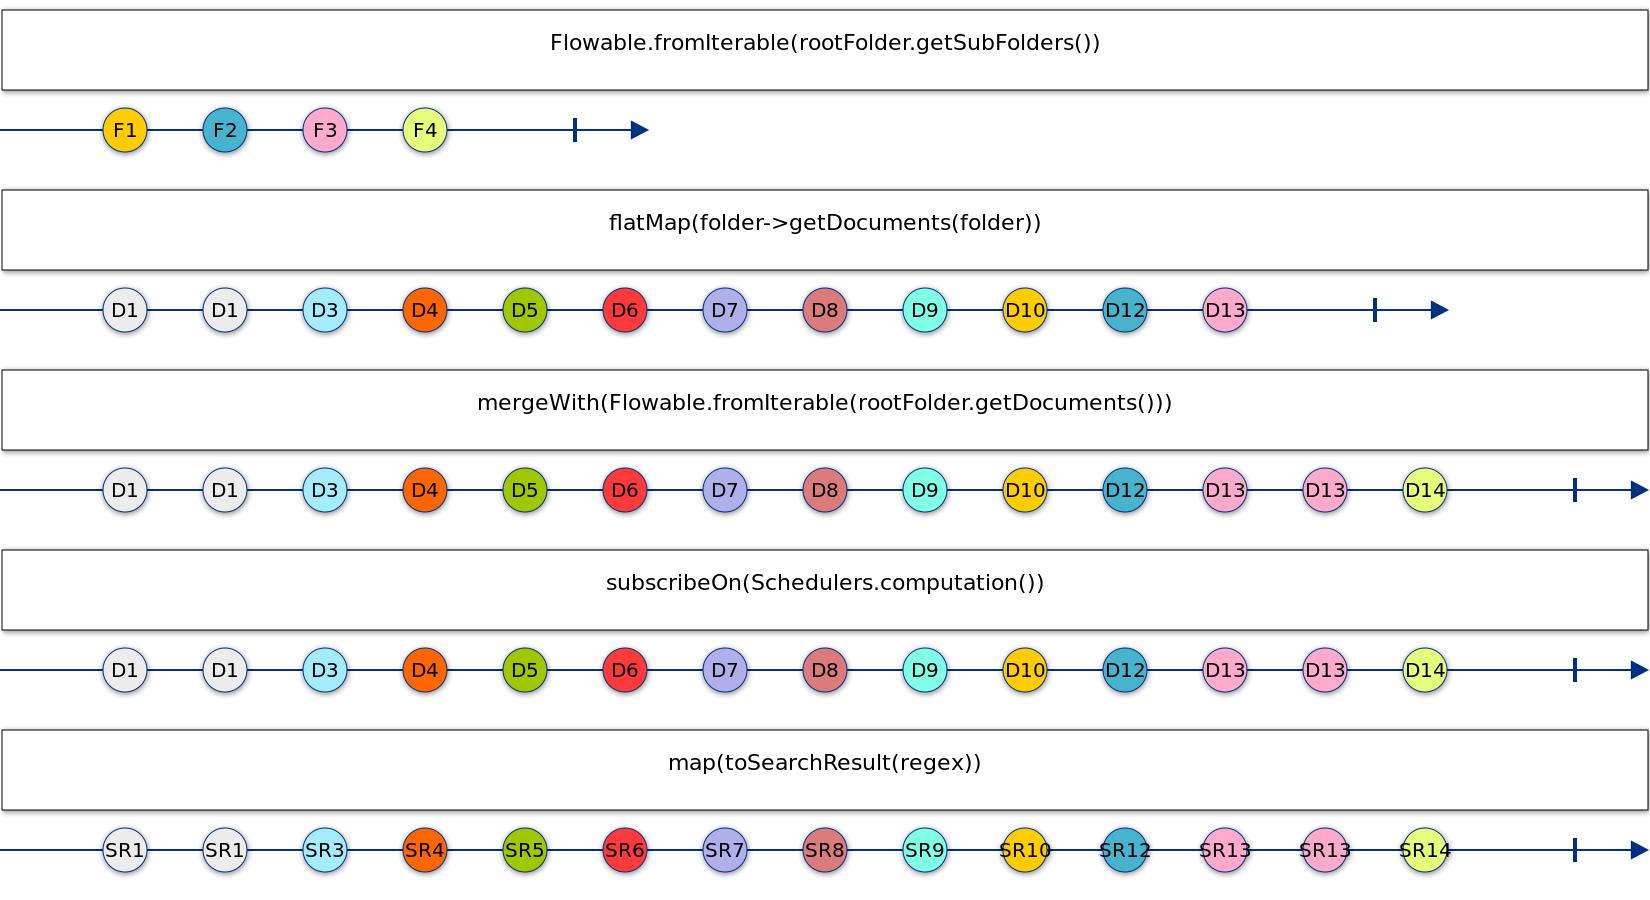 Flowable.fromIterable(rootFolder.getSubFolders())
F1 F2 F3 F4
flatMap(folder->getDocuments(folder))
D1 D1 D3 D4 D5 D6 D7 D8 D9 D10 D12 D13
mergeWith(Flowable.fromIterable(rootFolder.getDocuments()))
D1 D1 D3 D4 D5 D6 D7 D8 D9 D10 D12 D13 D13 D14
subscribeOn(Schedulers.computation())
D1 D1 D3 D4 D5 D6 D7 D8 D9 D10 D12 D13 D13 D14
map(toSearchResult(regex))
SR1 SR1 SR3 SR4 SR5 SR6 SR7 SR8 SR9 SR10 SR12 SR13 SR13 SR14